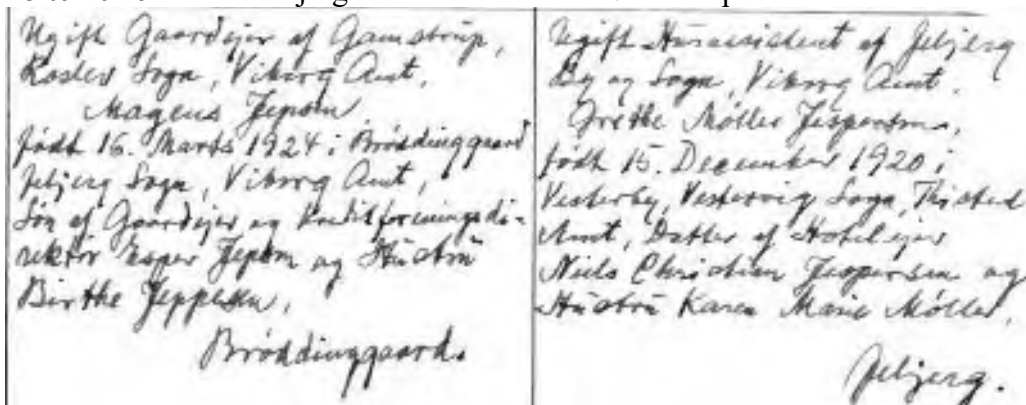 Ugift Gaardejer af Gamstrup,
Roslev Sogn, Viborg Amt,
Magnus Jepsen
født 16. Marts 1924 i Brøddinggaard
Jebjerg Sogn, Viborg Amt,
Søn af Gaardejer og Kreditforeningsdi-
rektør Jesper Jepsen og Hustru
Birthe Jeppesen,
Brøddinggaard.
Ugift Husassistent af Jebjerg
By og Sogn, Viborg Amt,
Grethe Møller Jespersen,
født 15. December 1920 i
Vesterby, Vestervig Sogn, Thisted
Amt, Datter af Hotelejer
Niels Christian Jespersen og
Hustru Karen Marie Møller,
Jebjerg.